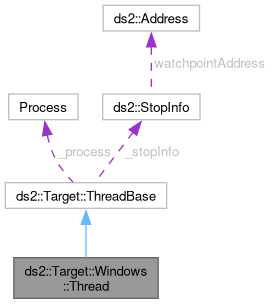 ds2::Address
watchpointAddress
Process
ds2::StopInfo
_process
_stopInfo
ds2::Target::ThreadBase
ds2::Target::Windows
::Thread